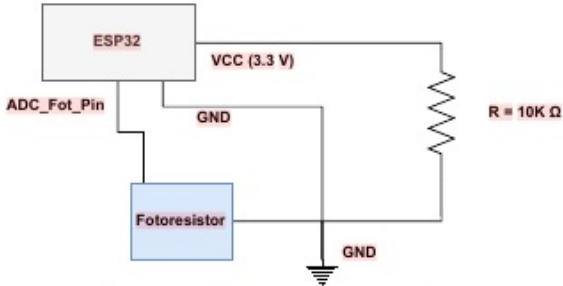 ESP32
VCC (3.3 V)
ADC_Fot_Pin
GND
R = 10K Ω
Fotoresistor
GND